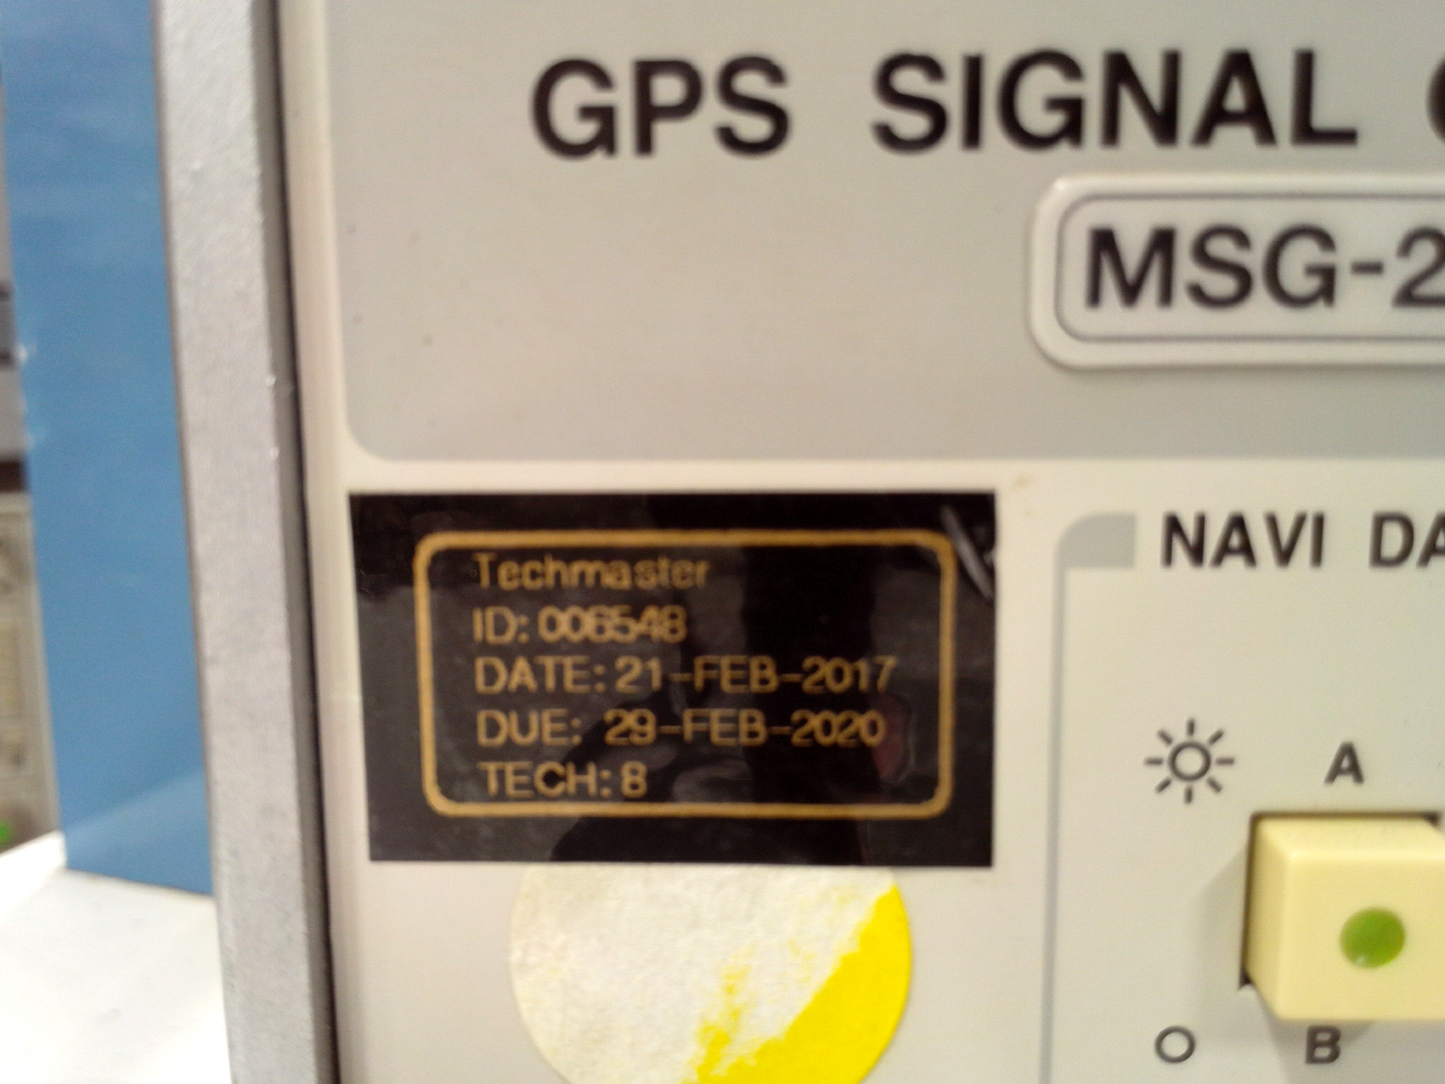 GPS SIGNAL
MSG-2
Techmaster
ID: 006548
DATE: 21-FEB-2017
DUE: 29-FEB-2020
TECH: 8
NAVI DA
A
B